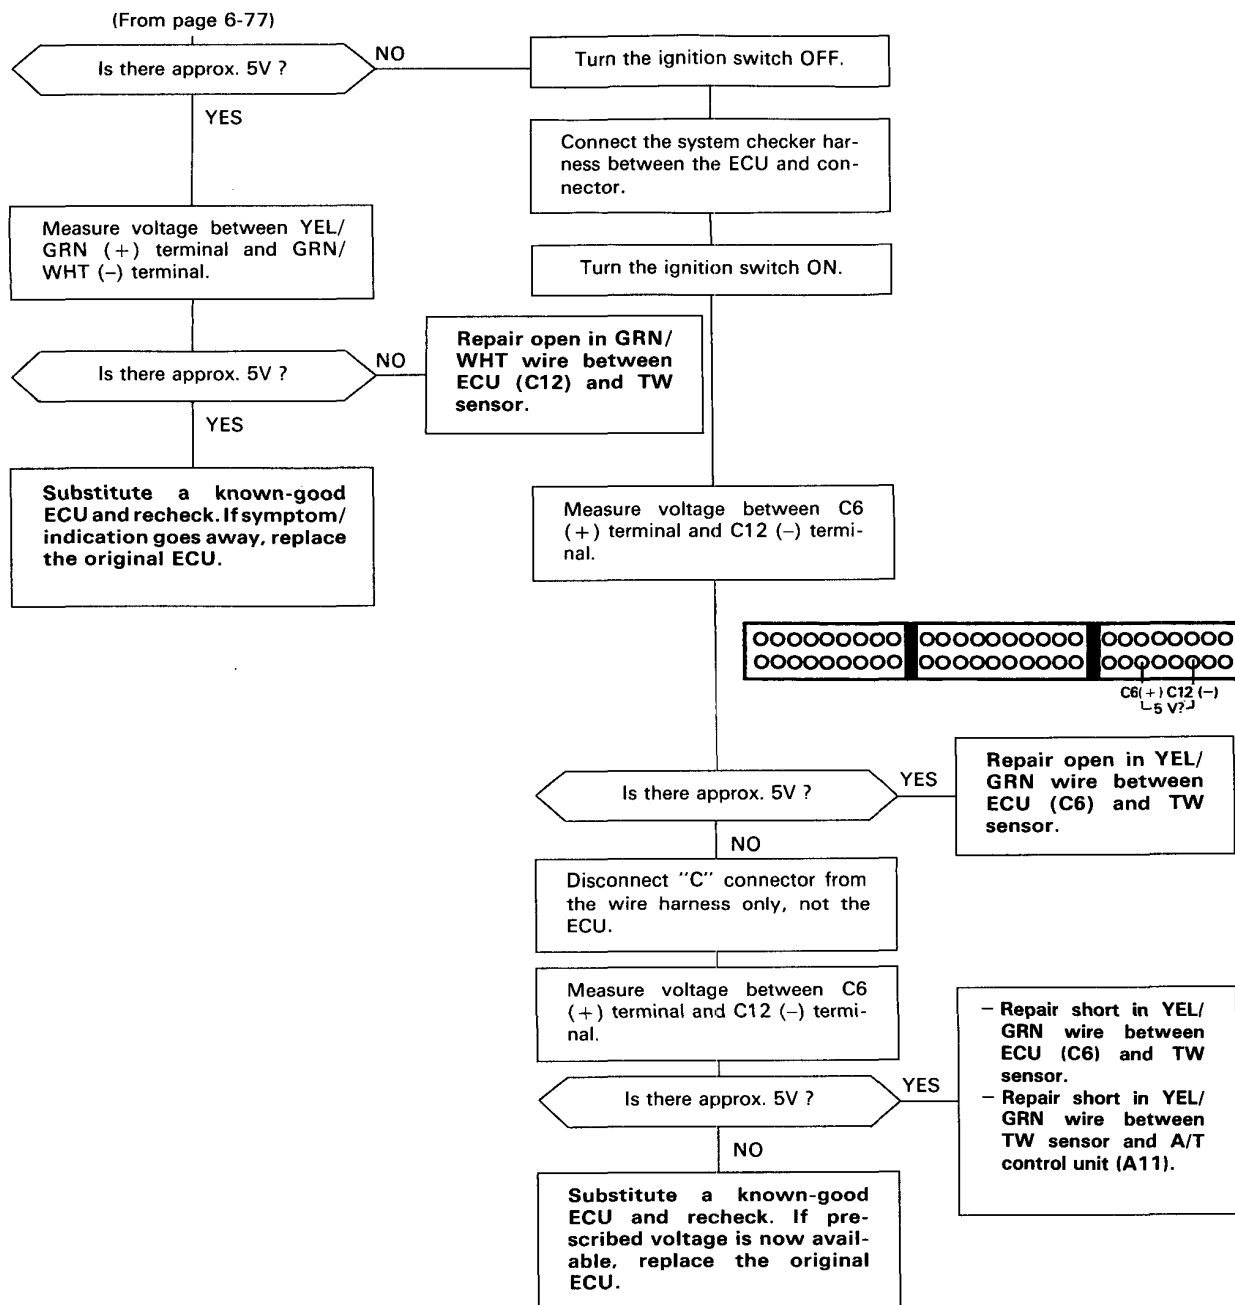 (From page 6-77)
Is there approx. 5V ?
NO
YES
Turn the ignition switch OFF.
Connect the system checker har-
ness between the ECU and con-
nector.
Measure voltage between YEL/
GRN (+) terminal and GRN/
WHT (–) terminal.
Turn the ignition switch ON.
Is there approx. 5V ?
NO
YES
Repair open in GRN/
WHT wire between
ECU (C12) and TW
sensor.
Substitute a known-good
ECU and recheck. If symptom/
indication goes away, replace
the original ECU.
Measure voltage between C6
(+) terminal and C12 (–) termi-
nal.
C6(+) C12 (–)
5 V?
Is there approx. 5V ?
YES
NO
Repair open in YEL/
GRN wire between
ECU (C6) and TW
sensor.
Disconnect "C" connector from
the wire harness only, not the
ECU.
Measure voltage between C6
(+) terminal and C12 (–) termi-
nal.
Is there approx. 5V ?
YES
NO
– Repair short in YEL/
GRN wire between
ECU (C6) and TW
sensor.
– Repair short in YEL/
GRN wire between
TW sensor and A/T
control unit (A11).
Substitute a known-good
ECU and recheck. If pre-
scribed voltage is now avail-
able, replace the original
ECU.